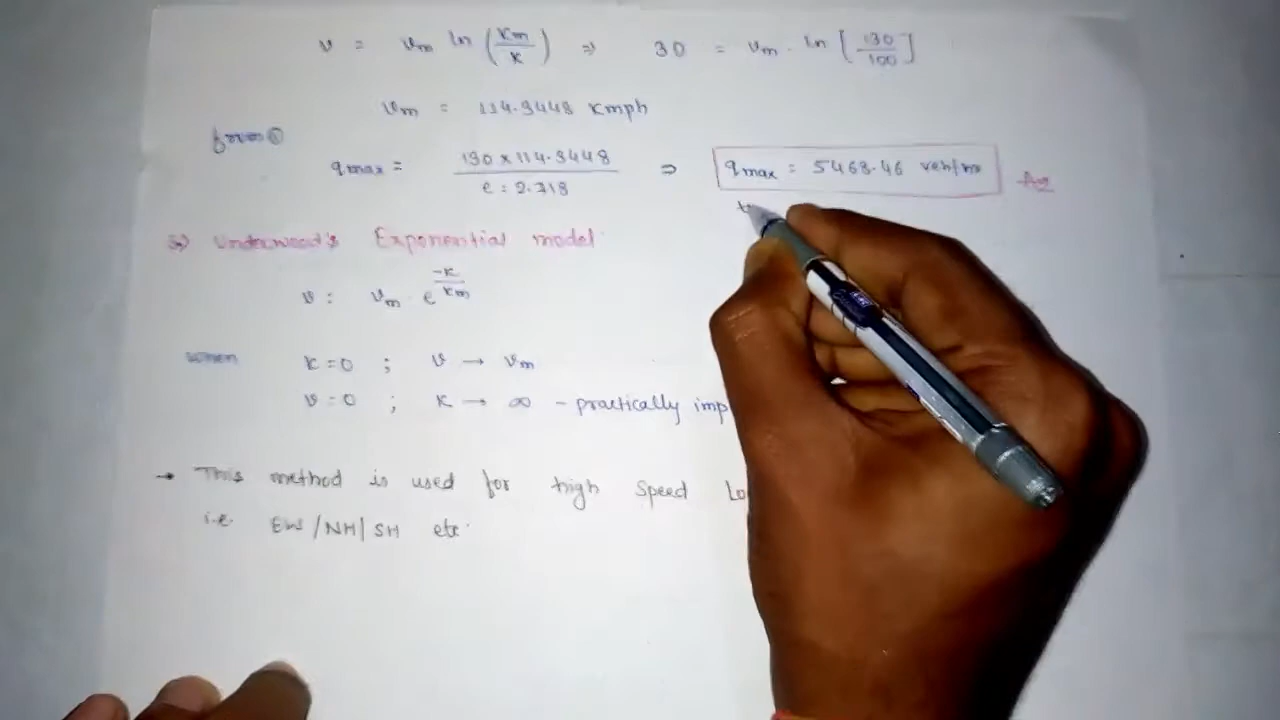 v = vm ln (Km/K) ⇒ 30 = vm . ln [130/100]
vm = 114.3448 Kmph
from ①
qmax = 130 x 114.3448 / e = 2.718 ⇒ qmax = 5468.46 veh/hr Ans
5) Underwood's Exponential model
v = vm . e^(-K/Km)
when K = 0 ; v → vm
v = 0 ; K → ∞ - practically imp
→ This method is used for high speed
i.e. EW/NH/SH etc.